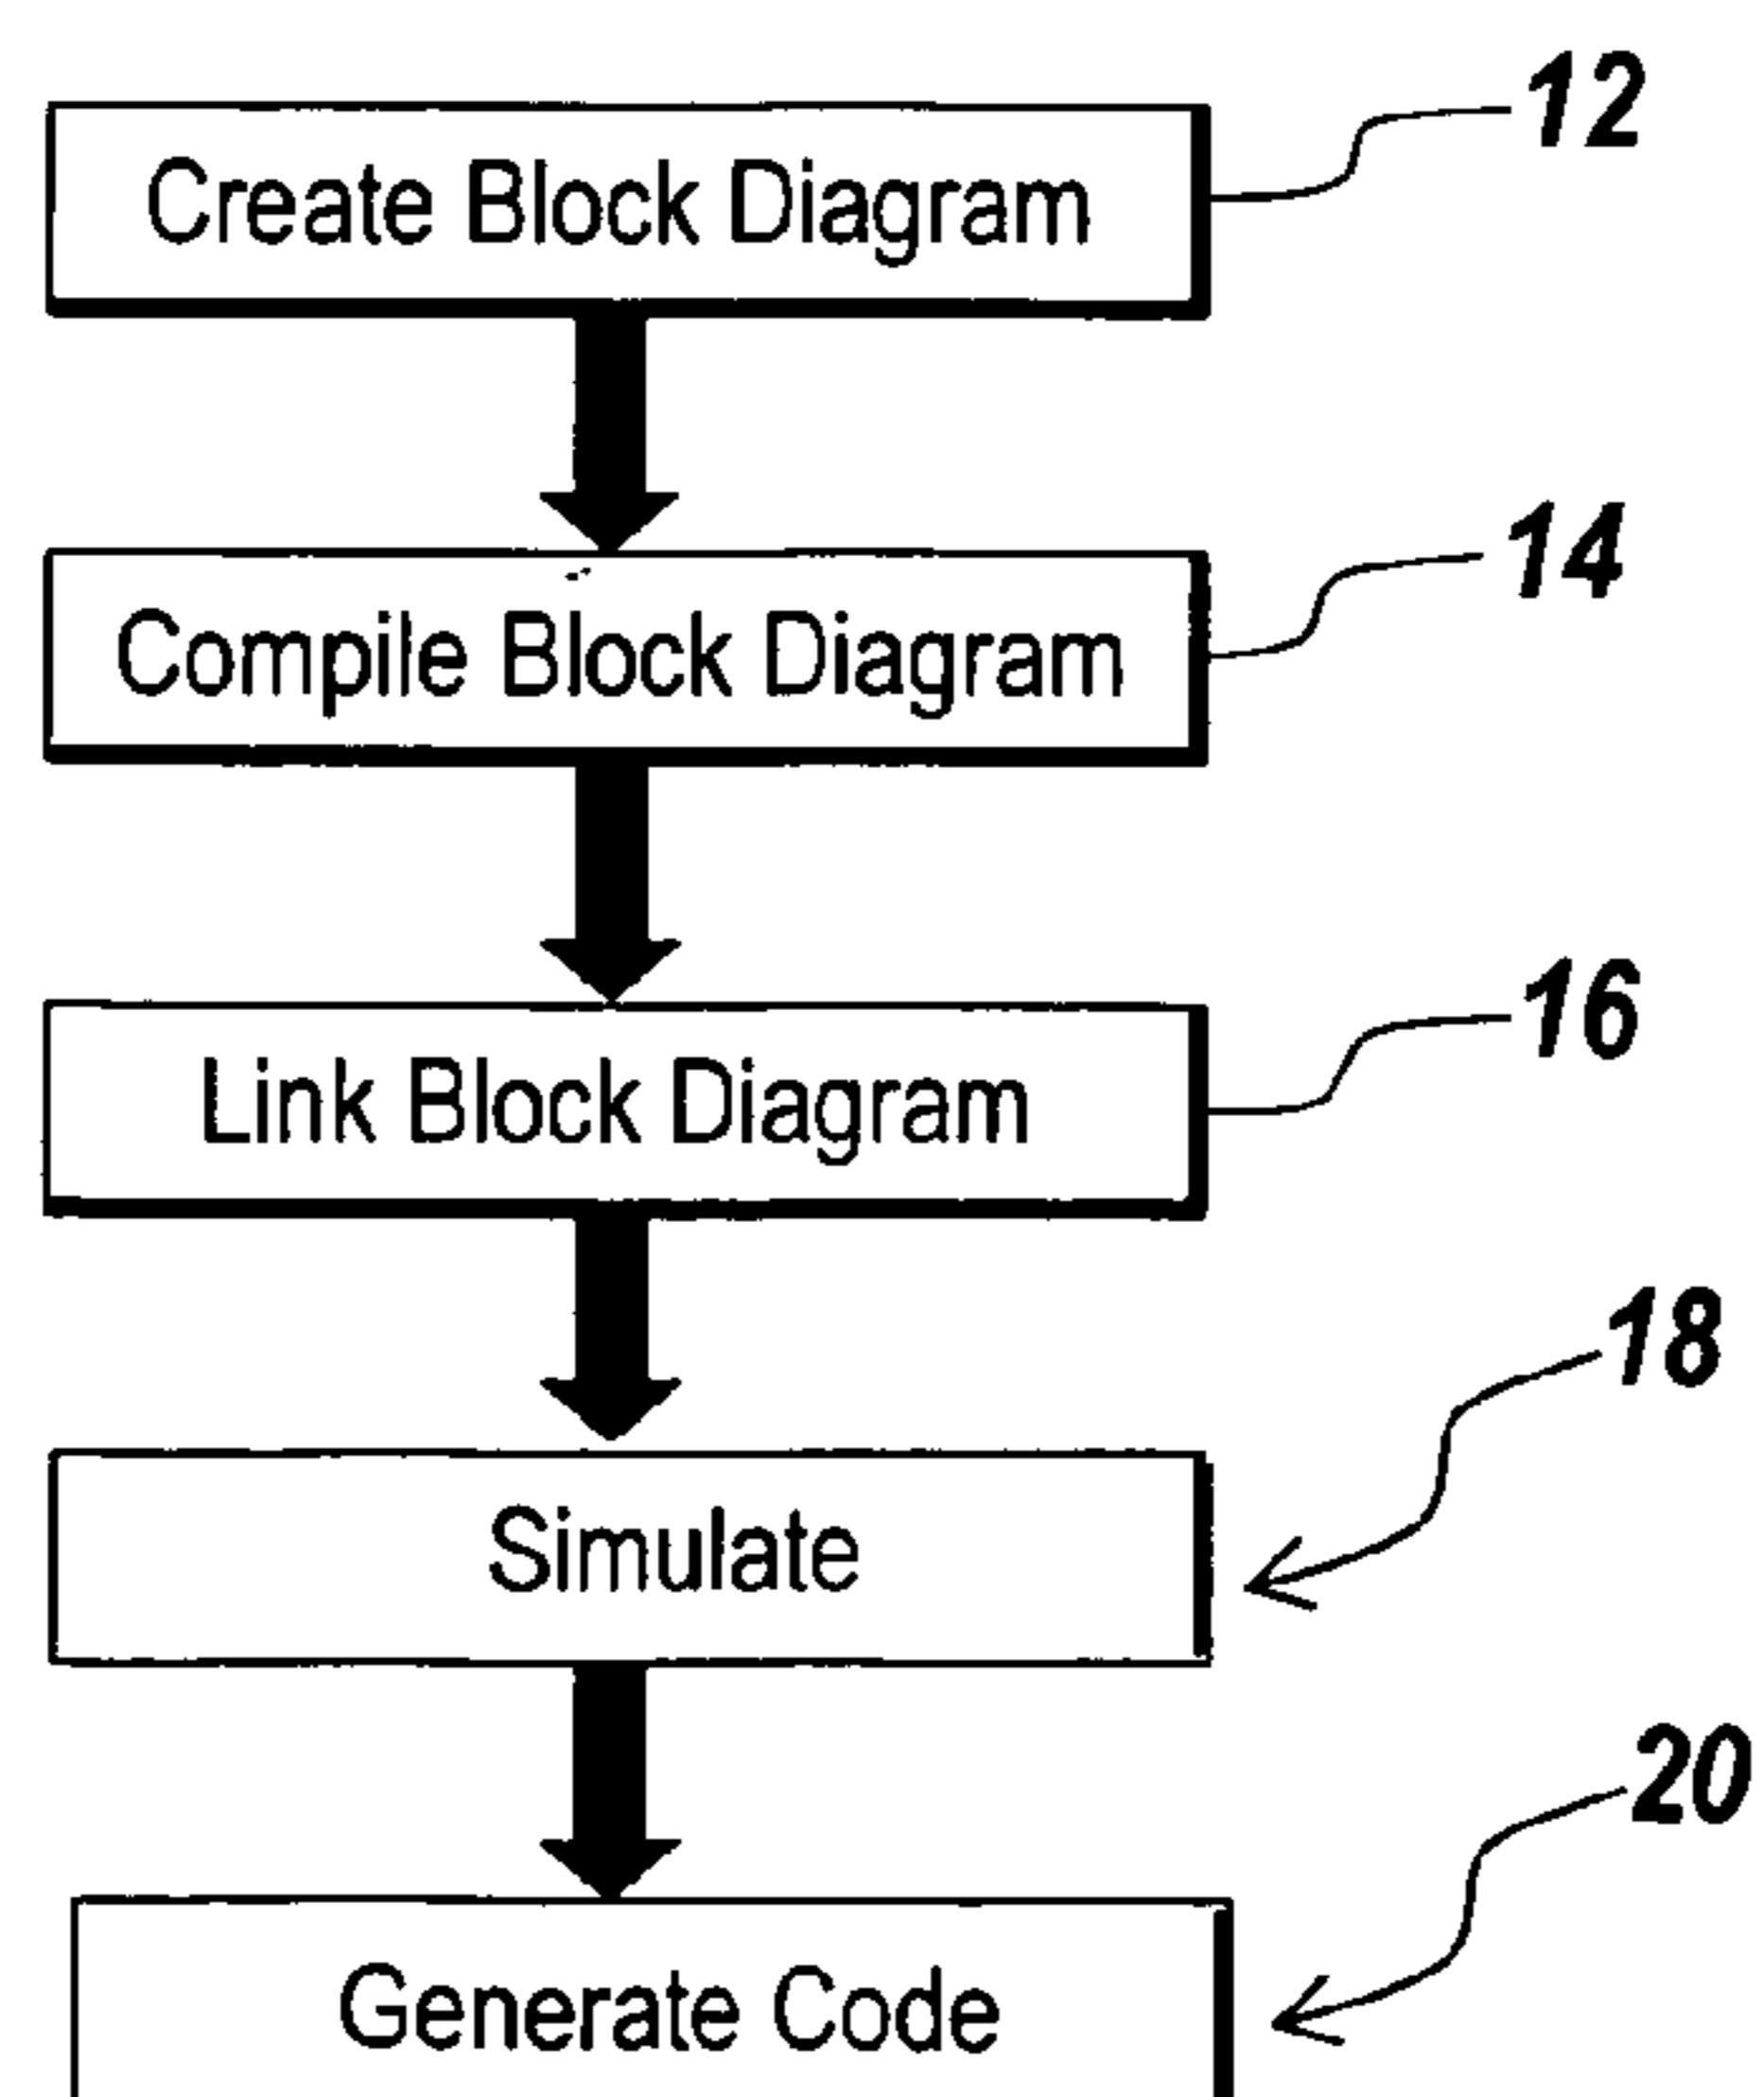 12
Create Block Diagram
14
Compile Block Diagram
16
Link Block Diagram
18
Simulate
20
Generate Code